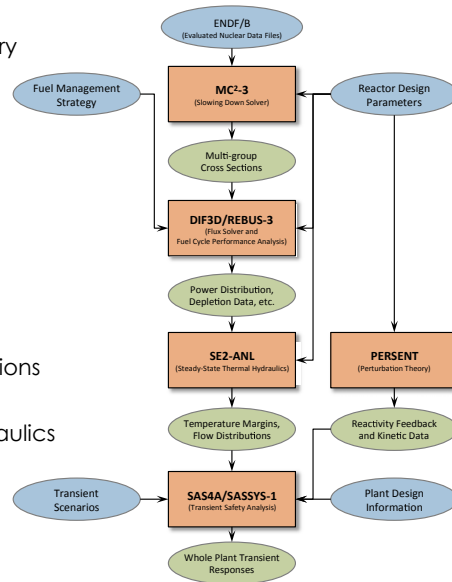 ENDF/B
(Evaluated Nuclear Data Files)
ry
Fuel Management
Strategy
MC²-3
(Slowing Down Solver)
Reactor Design
Parameters
Multi-group
Cross Sections
DIF3D/REBUS-3
(Flux Solver and
Fuel Cycle Performance Analysis)
Power Distribution,
Depletion Data, etc.
SE2-ANL
(Steady-State Thermal Hydraulics)
PERSENT
(Perturbation Theory)
ions
aulics
Temperature Margins,
Flow Distributions
Reactivity Feedback
and Kinetic Data
Transient
Scenarios
SAS4A/SASSYS-1
(Transient Safety Analysis)
Plant Design
Information
Whole Plant Transient
Responses